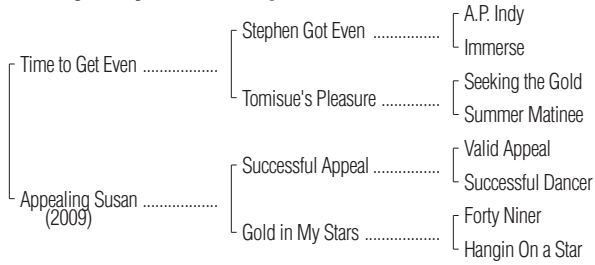 A.P. Indy
Stephen Got Even ................
Immerse
Time to Get Even ..................
Seeking the Gold
Tomisue's Pleasure ..............
Summer Matinee
Valid Appeal
Successful Appeal ................
Successful Dancer
Appealing Susan ..................
(2009)
Forty Niner
Gold in My Stars ..................
Hangin On a Star